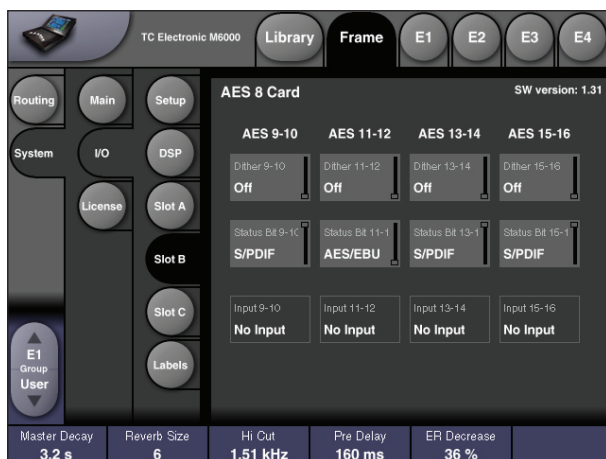 TC Electronic M6000
Library
Frame
E1
E2
E3
E4
Routing
Main
Setup
System
I/O
DSP
License
Slot A
Slot B
Slot C
Labels
E1
Group
User
AES 8 Card
SW version: 1.31
AES 9-10 AES 11-12 AES 13-14 AES 15-16
Dither 9-10 Dither 11-12 Dither 13-14 Dither 15-16
Off Off Off Off
Status Bit 9-10 Status Bit 11-1 Status Bit 13-1 Status Bit 15-1
S/PDIF AES/EBU S/PDIF S/PDIF
Input 9-10 Input 11-12 Input 13-14 Input 15-16
No Input No Input No Input No Input
Master Decay Reverb Size Hi Cut Pre Delay ER Decrease
3.2 s 6 1.51 kHz 160 ms 36 %